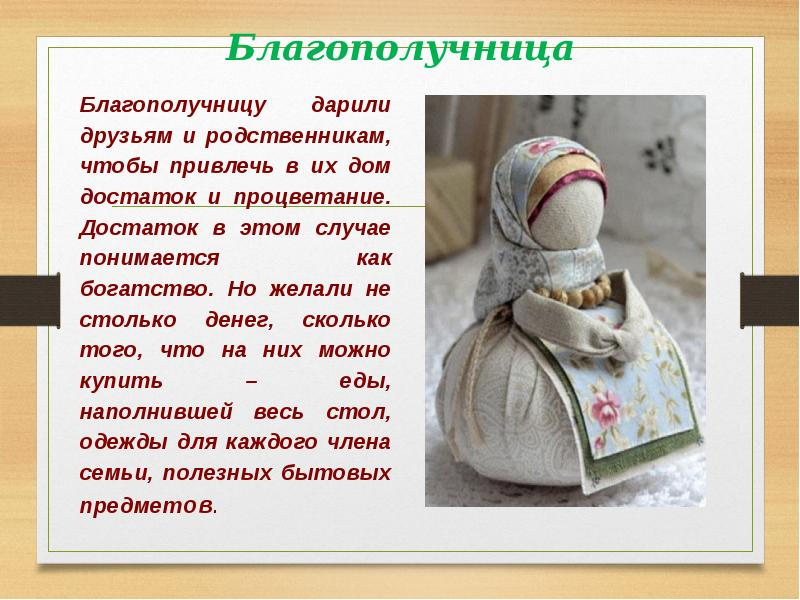 Благополучница
Благополучницу дарили
друзьям и родственникам,
чтобы привлечь в их дом
достаток и процветание.
Достаток в этом случае
понимается как
богатство. Но желали не
столько денег, сколько
того, что на них можно
купить – еды,
наполнившей весь стол,
одежды для каждого члена
семьи, полезных бытовых
предметов.